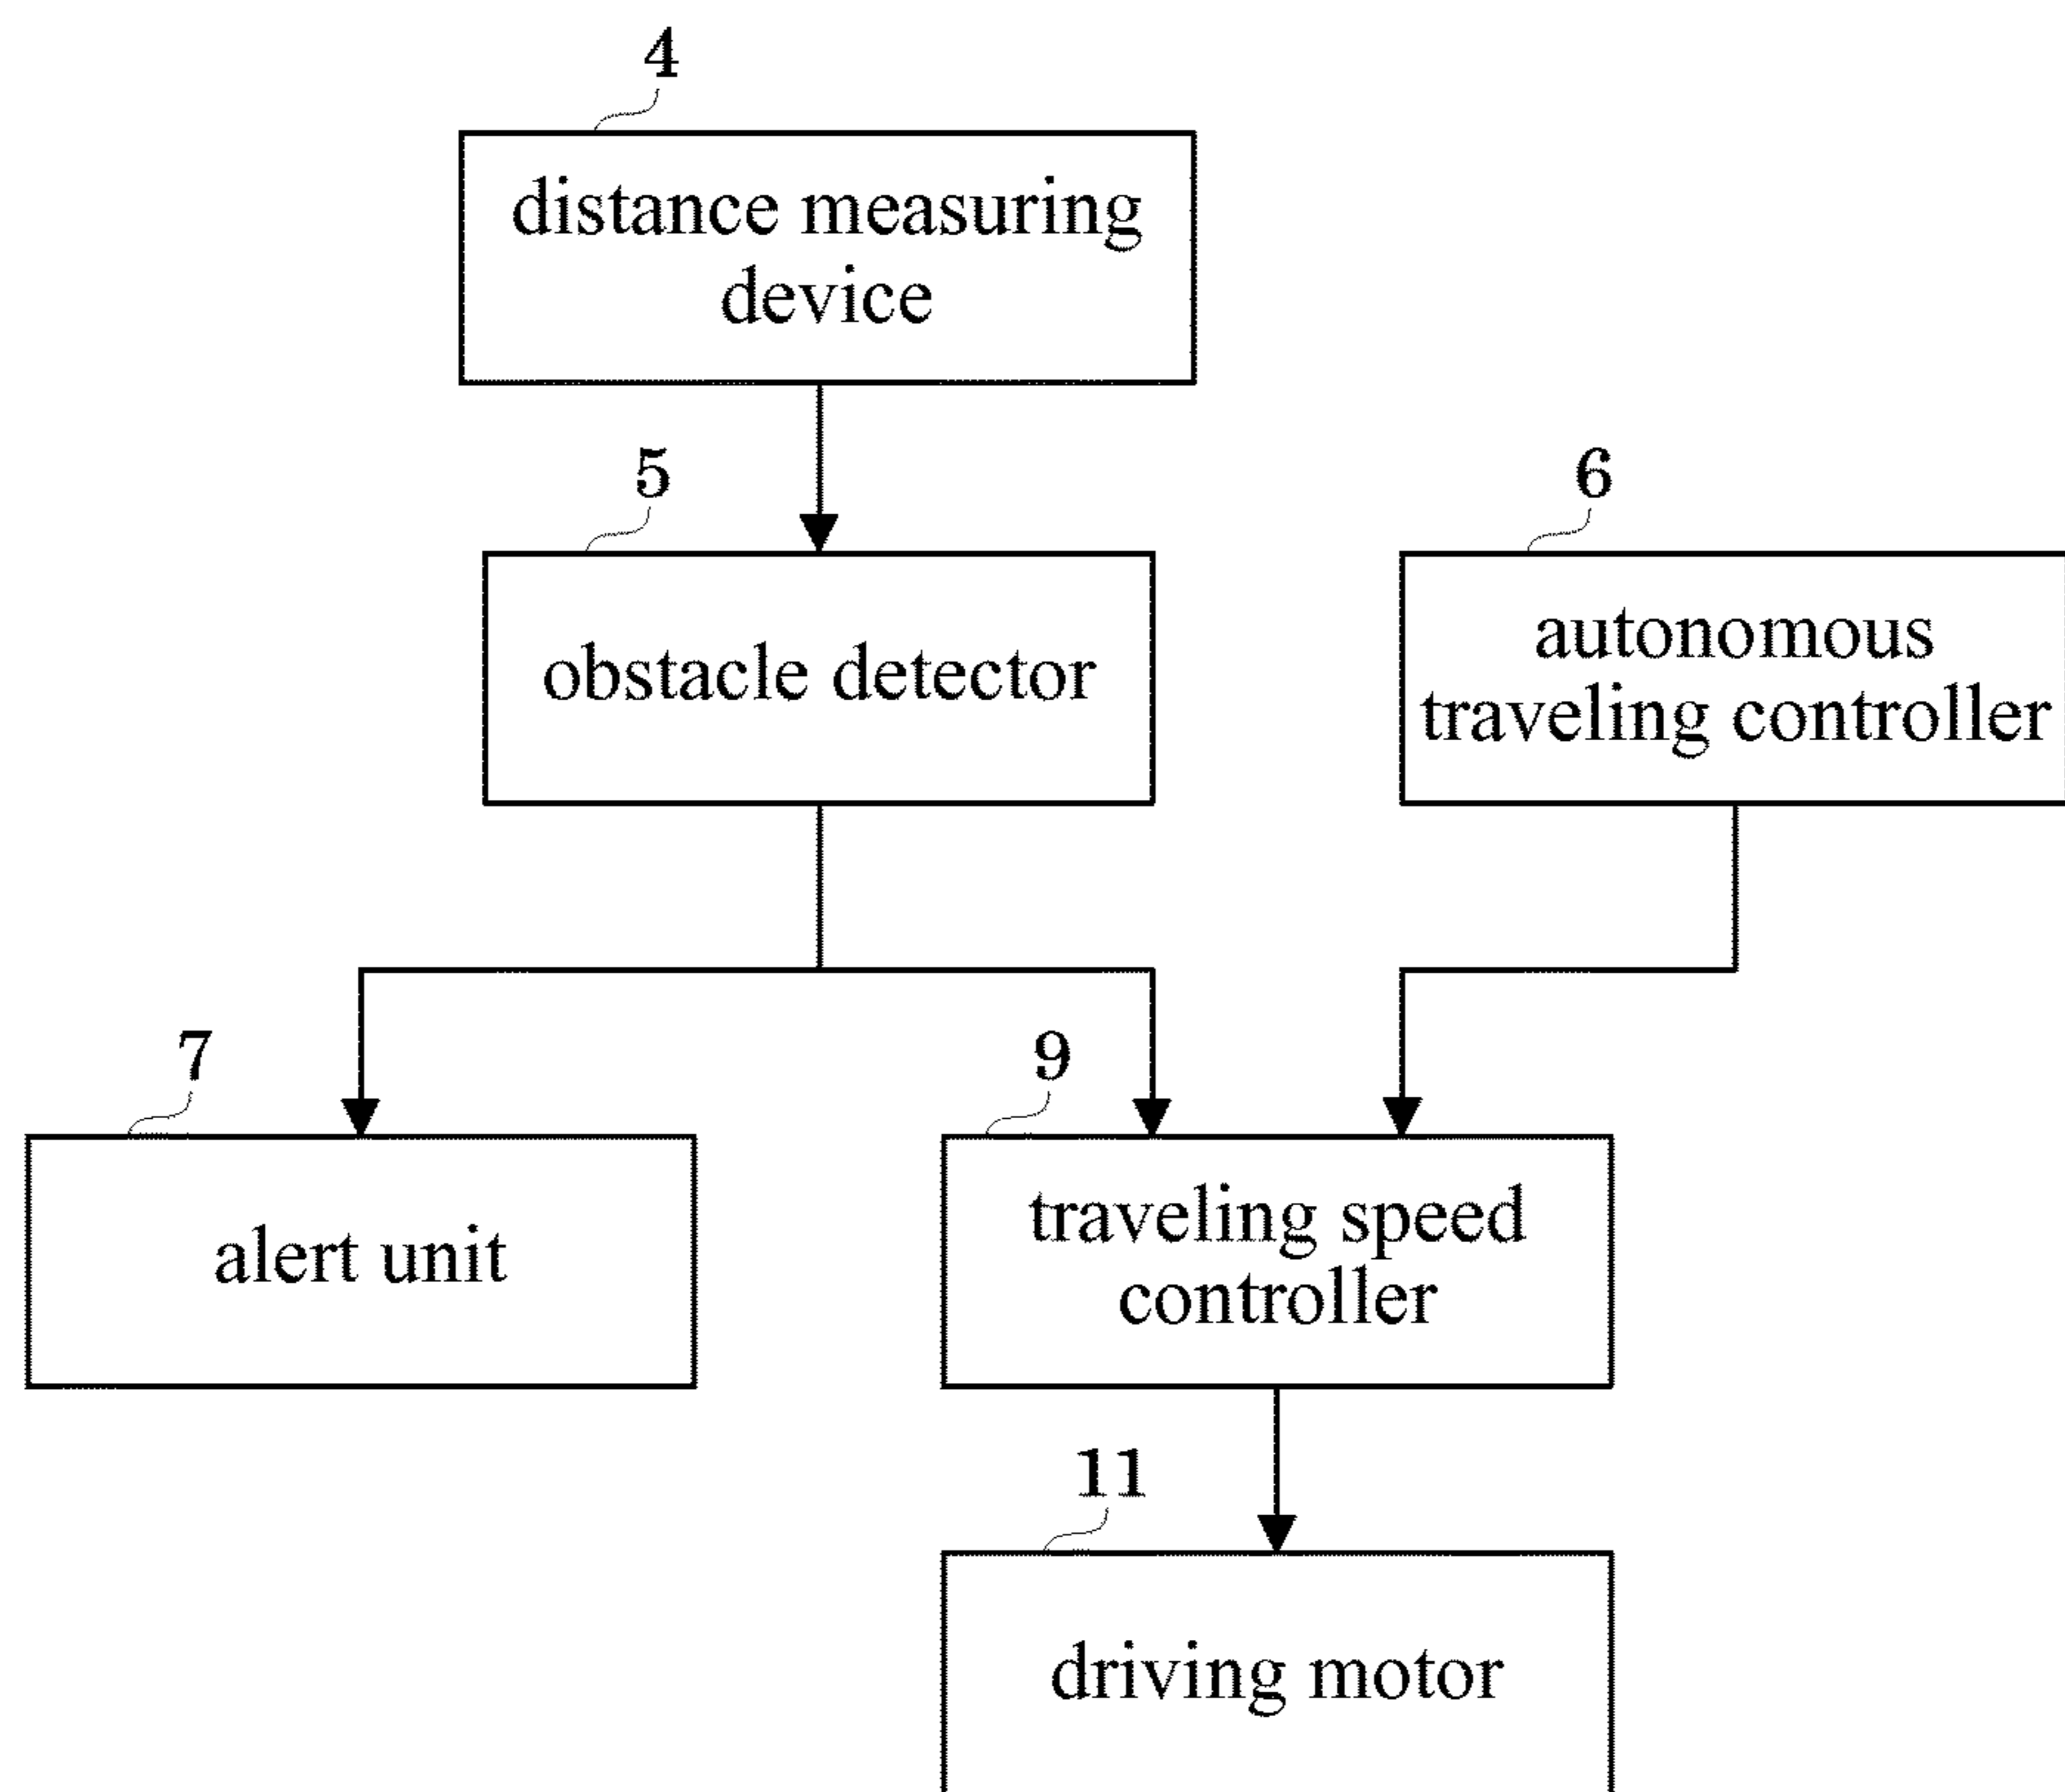 4
distance measuring
device
5
obstacle detector
6
autonomous
traveling controller
7
alert unit
9
traveling speed
controller
11
driving motor